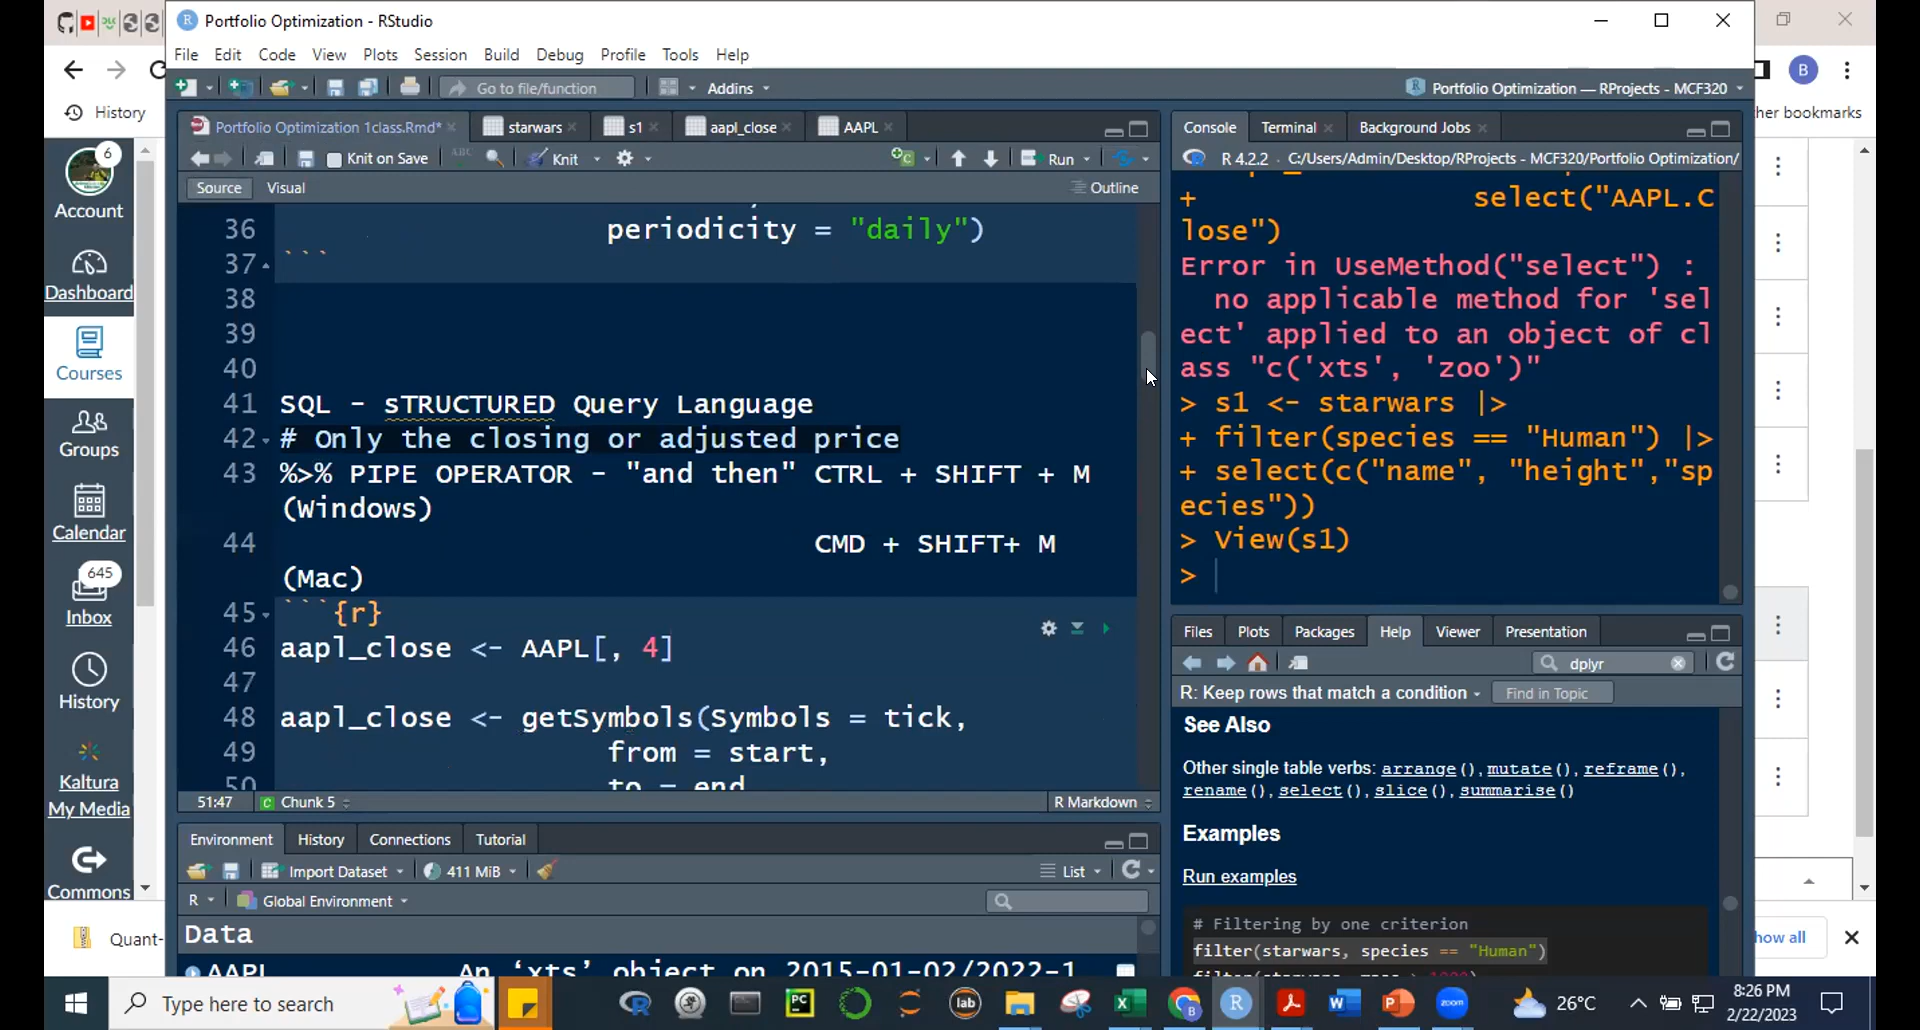 Portfolio Optimization - RStudio
File Edit Code View Plots Session Build Debug Profile Tools Help
Go to file/function Addins
Portfolio Optimization — RProjects - MCF320
B
History
her bookmarks
Portfolio Optimization 1class.Rmd* starwars s1 aapl_close AAPL
Knit on Save ABC Knit Run
Source Visual Outline
36 periodicity = "daily")
37 ```
38
39
40
41 SQL - sTRUCTURED Query Language
42 # Only the closing or adjusted price
43 %>% PIPE OPERATOR - "and then" CTRL + SHIFT + M
(Windows)
44 CMD + SHIFT+ M
(Mac)
45 ```{r}
46 aapl_close <- AAPL[, 4]
47
48 aapl_close <- getSymbols(Symbols = tick,
49 from = start,
50 to = end
51:47 Chunk 5 R Markdown
Environment History Connections Tutorial
Import Dataset 411 MiB List
R Global Environment
Data
AAPL An ‘xts’ object on 2015-01-02/2022-1
Console Terminal Background Jobs
R 4.2.2 · C:/Users/Admin/Desktop/RProjects - MCF320/Portfolio Optimization/
+ select("AAPL.C
lose")
Error in UseMethod("select") :
no applicable method for 'sel
ect' applied to an object of cl
ass "c('xts', 'zoo')"
> s1 <- starwars |>
+ filter(species == "Human") |>
+ select(c("name", "height","sp
ecies"))
> View(s1)
>
Files Plots Packages Help Viewer Presentation
dplyr
R: Keep rows that match a condition Find in Topic
See Also
Other single table verbs: arrange(), mutate(), reframe(),
rename(), select(), slice(), summarise()
Examples
Run examples
# Filtering by one criterion
filter(starwars, species == "Human")
6
Account
Dashboard
Courses
Groups
Calendar
645
Inbox
History
Kaltura
My Media
Commons
Quant-
how all
Type here to search
PC
lab
zoom
26°C
8:26 PM
2/22/2023